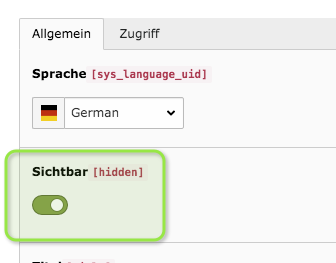 Allgemein Zugriff
Sprache [sys_language_uid]
German
Sichtbar [hidden]